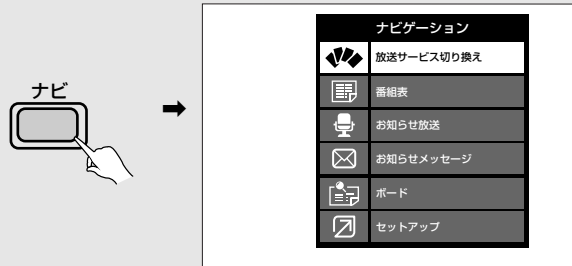 ナビ
ナビゲーション
放送サービス切り換え
番組表
お知らせ放送
お知らせメッセージ
ボード
セットアップ